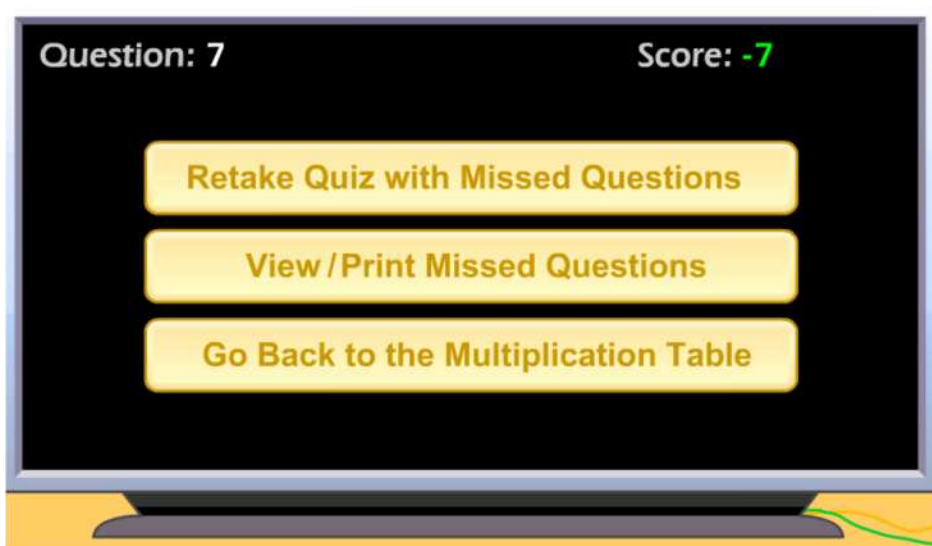 Question: 7 Score: -7
Retake Quiz with Missed Questions
View / Print Missed Questions
Go Back to the Multiplication Table